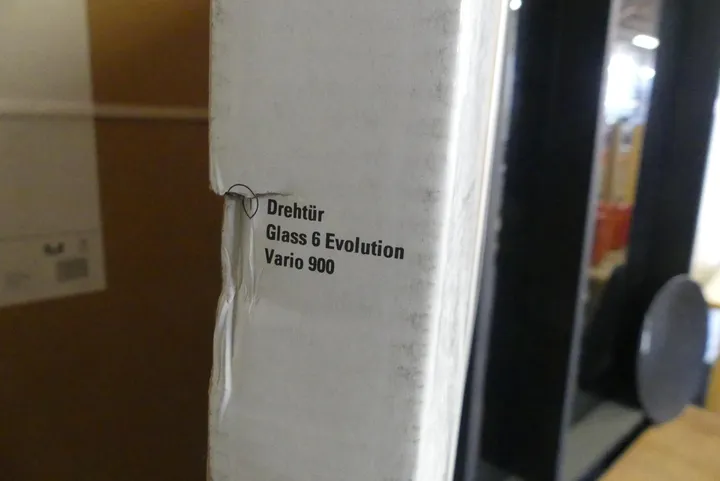 Drehtür
Glass 6 Evolution
Vario 900